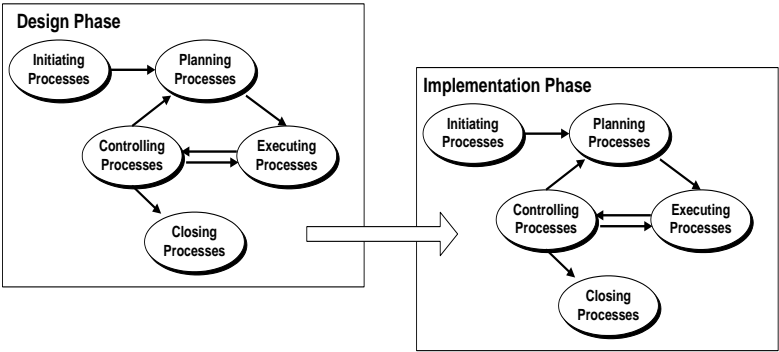 Design Phase
Initiating
Processes
Planning
Processes
Controlling
Processes
Executing
Processes
Closing
Processes
Implementation Phase
Initiating
Processes
Planning
Processes
Controlling
Processes
Executing
Processes
Closing
Processes